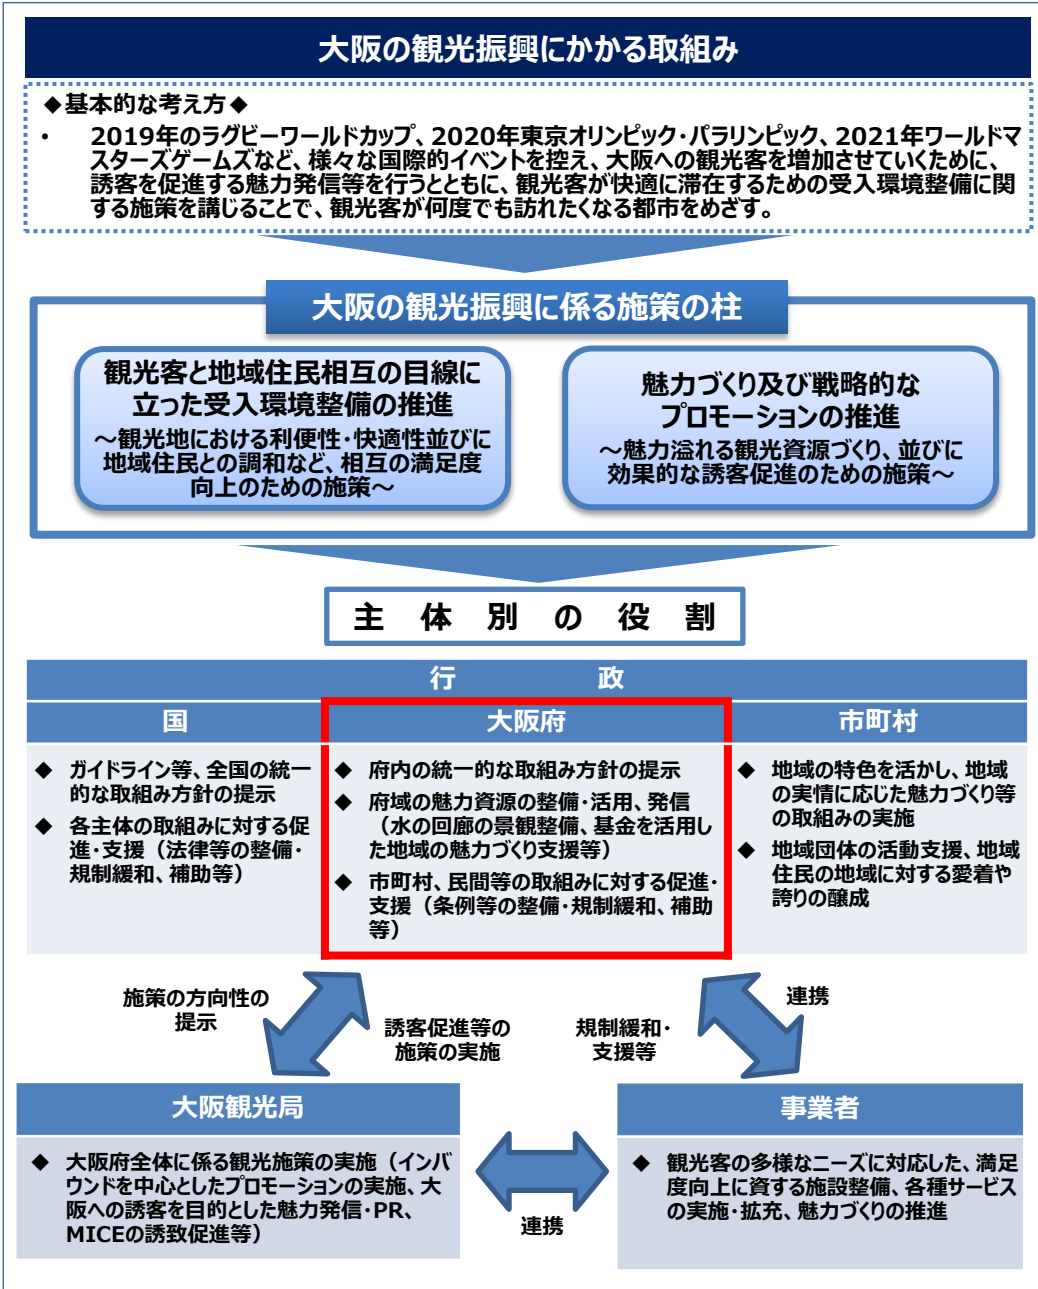 大阪の観光振興にかかる取組み
◆基本的な考え方◆
・ 2019年のラグビーワールドカップ、2020年東京オリンピック・パラリンピック、2021年ワールドマ
スターズゲームズなど、様々な国際的イベントを控え、大阪への観光客を増加させていくために、
誘客を促進する魅力発信等を行うとともに、観光客が快適に滞在するための受入環境整備に関
する施策を講じることで、観光客が何度でも訪れたくなる都市をめざす。
大阪の観光振興に係る施策の柱
観光客と地域住民相互の目線に
立った受入環境整備の推進
～観光地における利便性・快適性並びに
地域住民との調和など、相互の満足度
向上のための施策～
魅力づくり及び戦略的な
プロモーションの推進
～魅力溢れる観光資源づくり、並びに
効果的な誘客促進のための施策～
主 体 別 の 役 割
行 政
国
◆ ガイドライン等、全国の統一
的な取組み方針の提示
◆ 各主体の取組みに対する促
進・支援（法律等の整備・
規制緩和、補助等）
大阪府
◆ 府内の統一的な取組み方針の提示
◆ 府域の魅力資源の整備・活用、発信
（水の回廊の景観整備、基金を活用し
た地域の魅力づくり支援等）
◆ 市町村、民間等の取組みに対する促進・
支援（条例等の整備・規制緩和、補助
等）
市町村
◆ 地域の特色を活かし、地域
の実情に応じた魅力づくり等
の取組みの実施
◆ 地域団体の活動支援、地域
住民の地域に対する愛着や
誇りの醸成
施策の方向性の
提示
誘客促進等の
施策の実施
規制緩和・
支援等
連携
大阪観光局
◆ 大阪府全体に係る観光施策の実施（インバ
ウンドを中心としたプロモーションの実施、大
阪への誘客を目的とした魅力発信・PR、
MICEの誘致促進等）
連携
事業者
◆ 観光客の多様なニーズに対応した、満足
度向上に資する施設整備、各種サービス
の実施・拡充、魅力づくりの推進